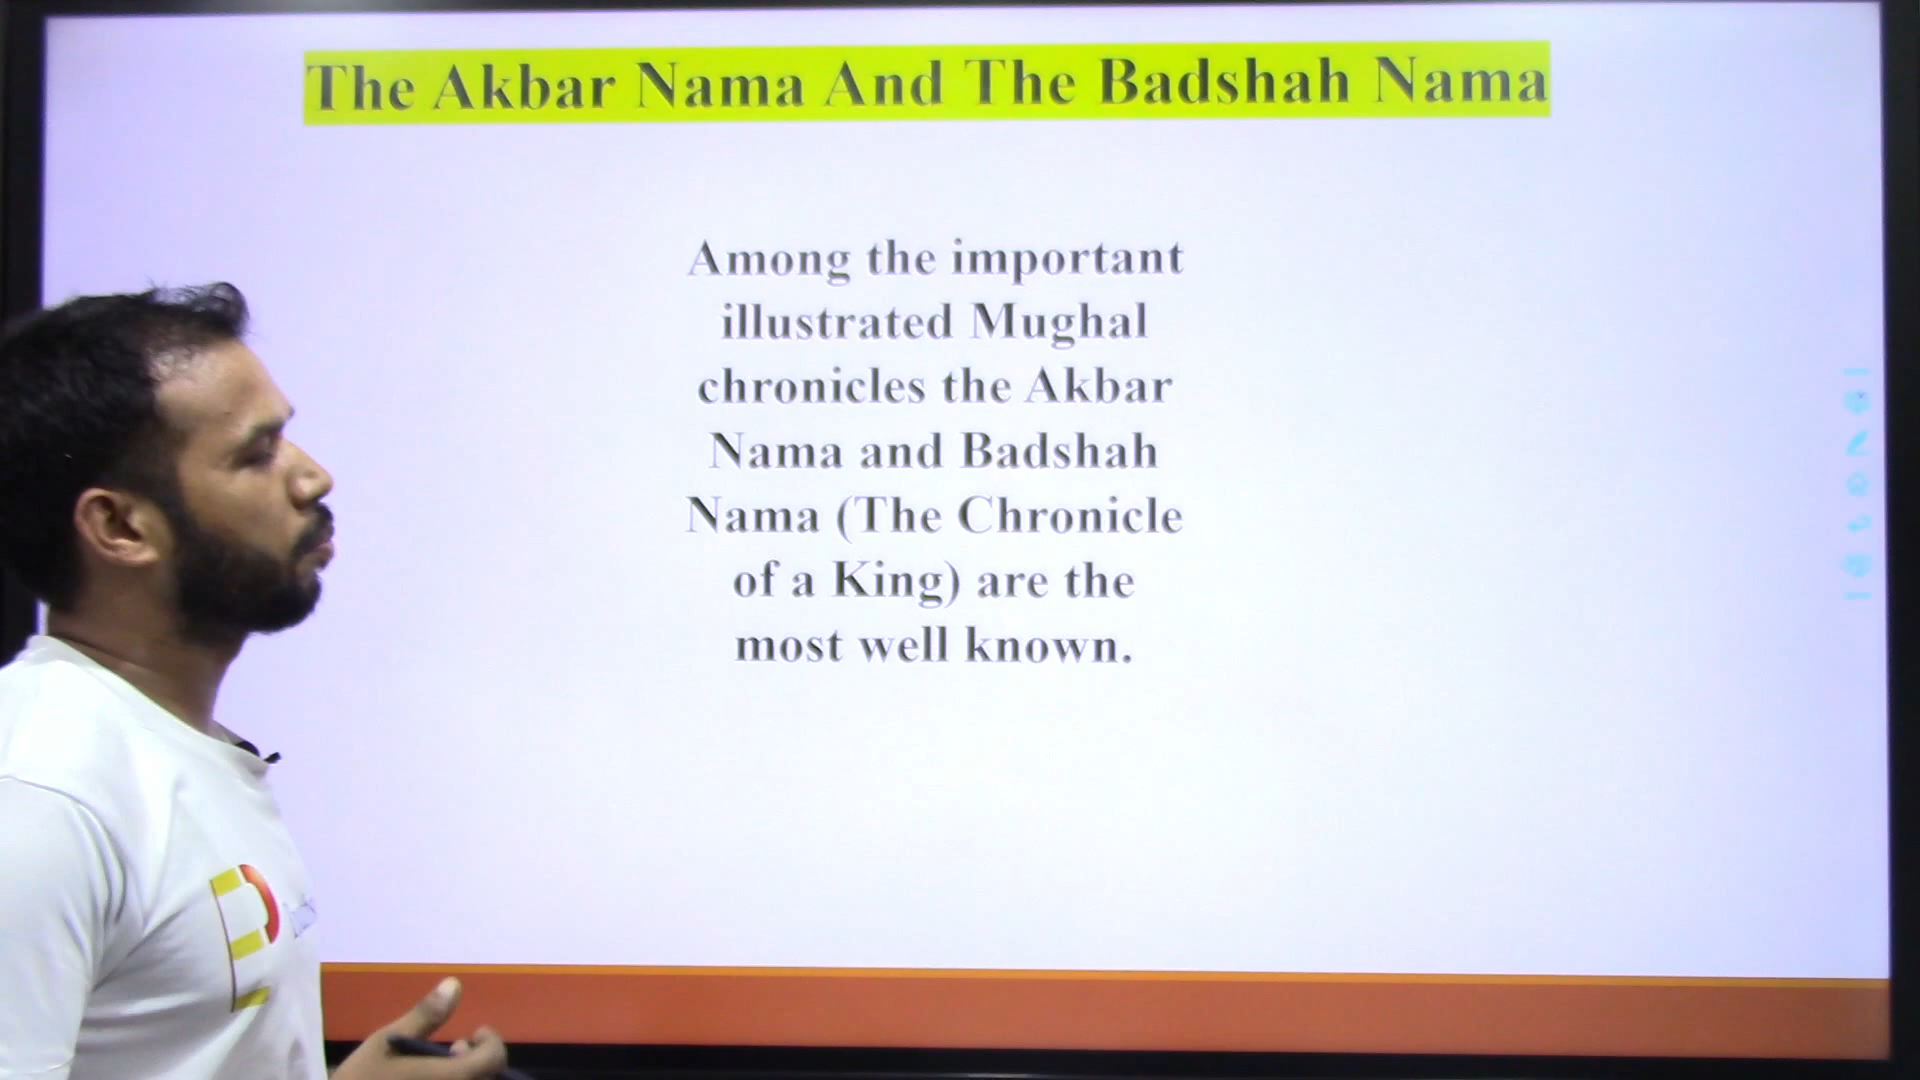 The Akbar Nama And The Badshah Nama
Among the important
illustrated Mughal
chronicles the Akbar
Nama and Badshah
Nama (The Chronicle
of a King) are the
most well known.